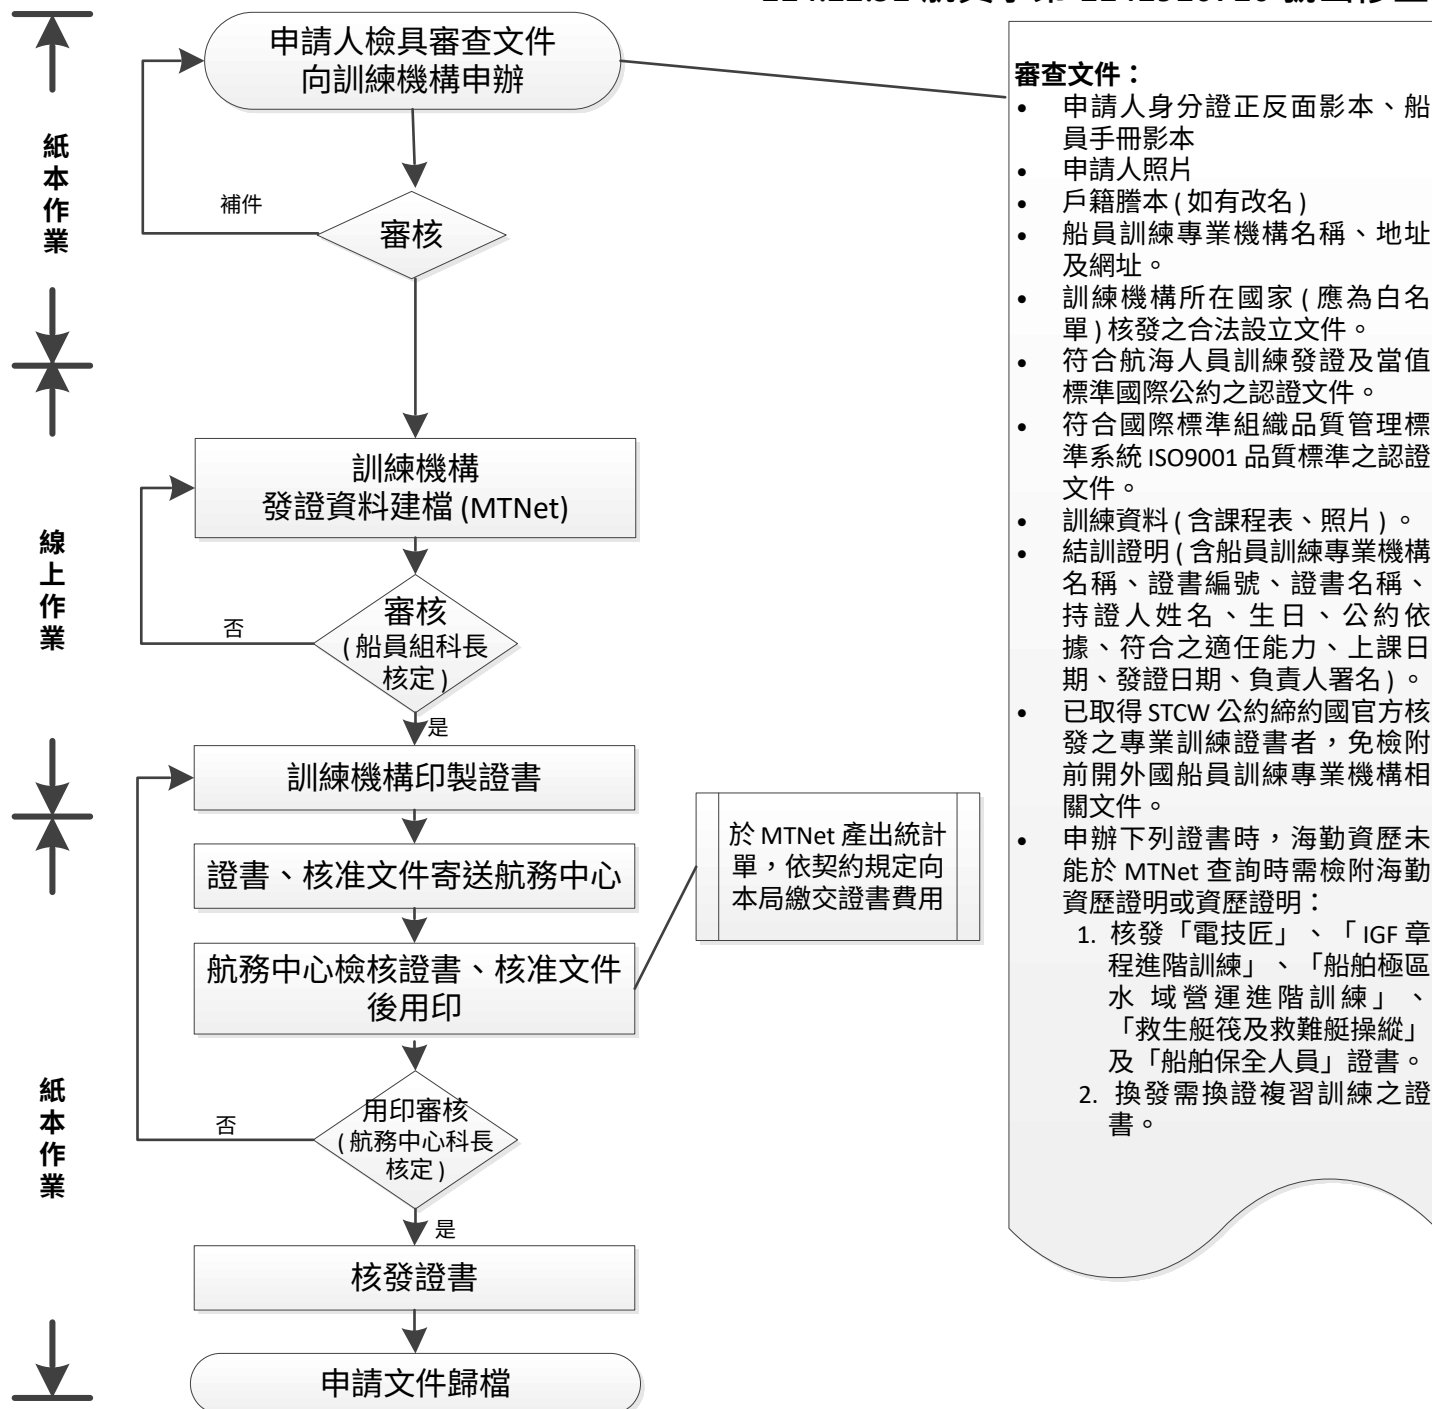 申請人檢具審查文件
向訓練機構申辦
補件
審核
訓練機構
發證資料建檔 (MTNet)
審核
(船員組科長
核定)
否
是
訓練機構印製證書
證書、核准文件寄送航務中心
航務中心檢核證書、核准文件
後用印
於 MTNet 產出統計
單，依契約規定向
本局繳交證書費用
用印審核
(航務中心科長
核定)
否
是
核發證書
申請文件歸檔
紙本作業
線上作業
紙本作業
審查文件：
• 申請人身分證正反面影本、船
員手冊影本
• 申請人照片
• 戶籍謄本(如有改名)
• 船員訓練專業機構名稱、地址
及網址。
• 訓練機構所在國家(應為白名
單)核發之合法設立文件。
• 符合航海人員訓練發證及當值
標準國際公約之認證文件。
• 符合國際標準組織品質管理標
準系統 ISO9001 品質標準之認證
文件。
• 訓練資料(含課程表、照片)。
• 結訓證明(含船員訓練專業機構
名稱、證書編號、證書名稱、
持證人姓名、生日、公約依
據、符合之適任能力、上課日
期、發證日期、負責人署名)。
• 已取得 STCW 公約締約國官方核
發之專業訓練證書者，免檢附
前開外國船員訓練專業機構相
關文件。
• 申辦下列證書時，海勤資歷未
能於 MTNet 查詢時需檢附海勤
資歷證明或資歷證明：
1. 核發「電技匠」、「IGF 章
程進階訓練」、「船舶極區
水 域營運進階訓練」、
「救生艇筏及救難艇操縱」
及「船舶保全人員」證書。
2. 換發需換證複習訓練之證
書。